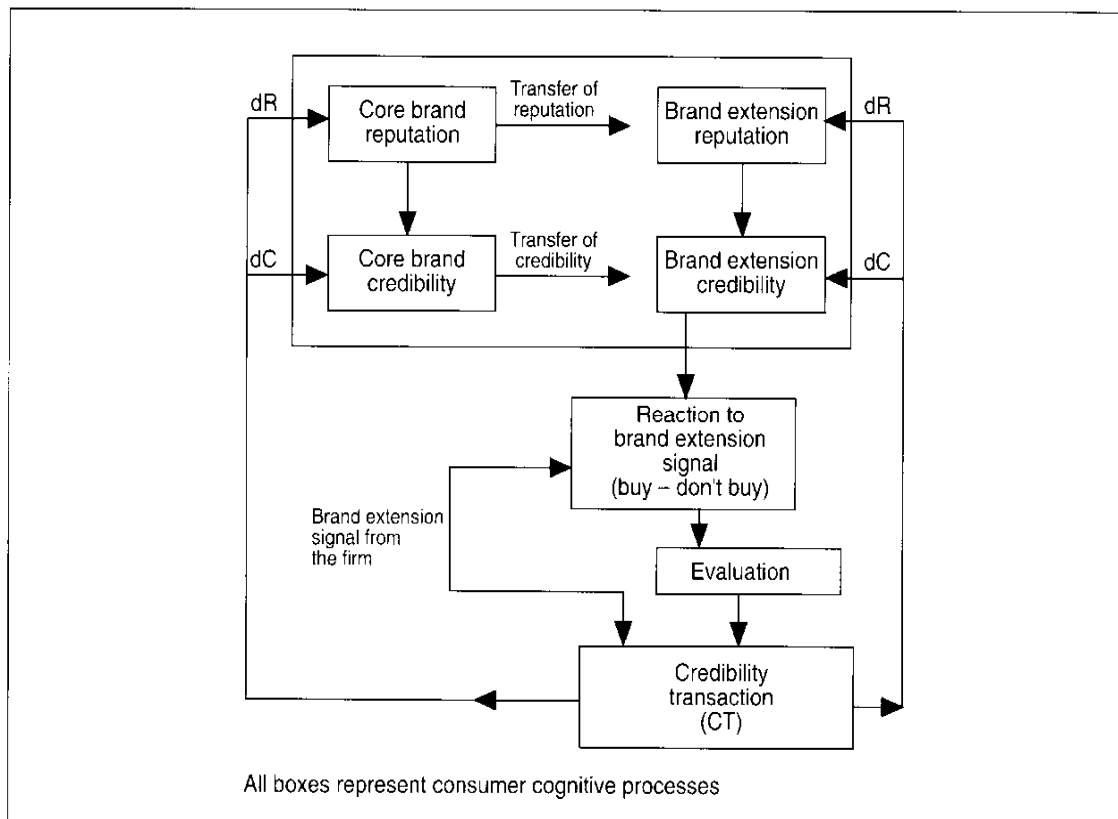 dR
Core brand
reputation
Transfer of
reputation
Brand extension
reputation
dR
dC
Core brand
credibility
Transfer of
credibility
Brand extension
credibility
dC
Reaction to
brand extension
signal
(buy – don't buy)
Brand extension
signal from
the firm
Evaluation
Credibility
transaction
(CT)
All boxes represent consumer cognitive processes